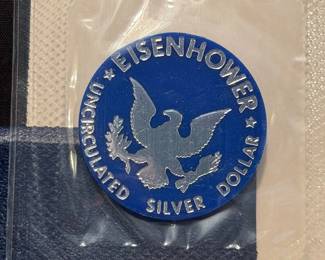 ★ EISENHOWER ★
UNCIRCULATED SILVER DOLLAR